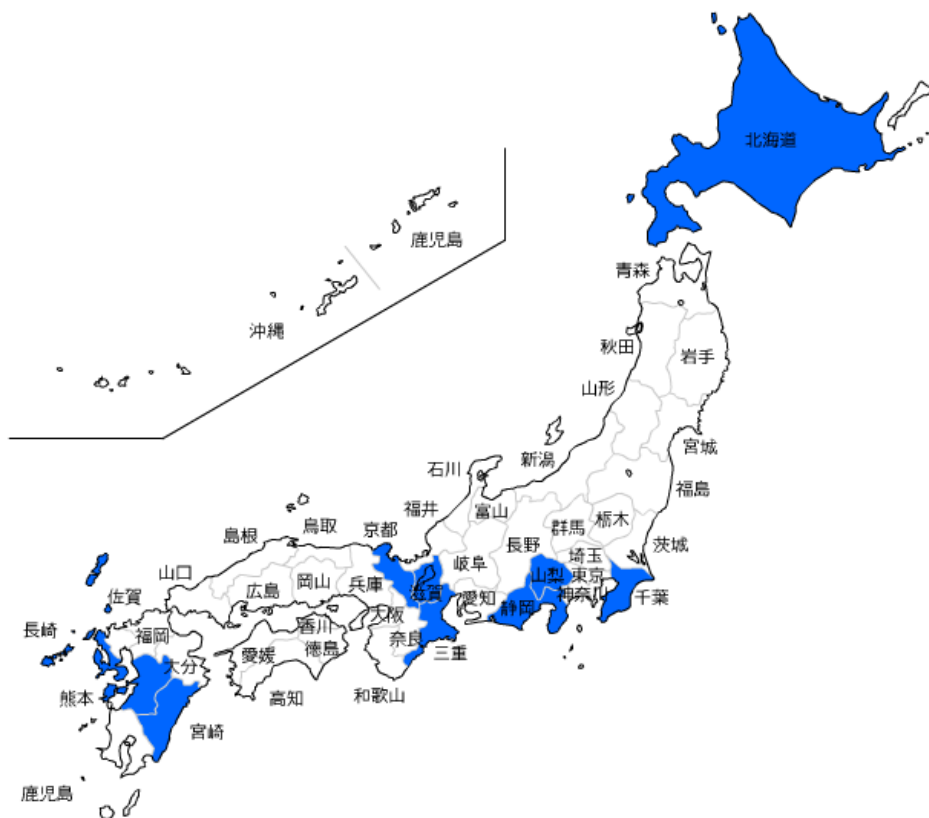 北海道
鹿児島
沖縄
青森
秋田
岩手
山形
宮城
新潟
石川
福島
福井
富山
群馬
栃木
茨城
島根
鳥取
京都
長野
埼玉
岐阜
山口
広島
岡山
兵庫
滋賀
愛知
静岡
山梨
東京
神奈川
千葉
佐賀
長崎
福岡
大分
愛媛
香川
徳島
大阪
奈良
三重
熊本
宮崎
高知
和歌山
鹿児島